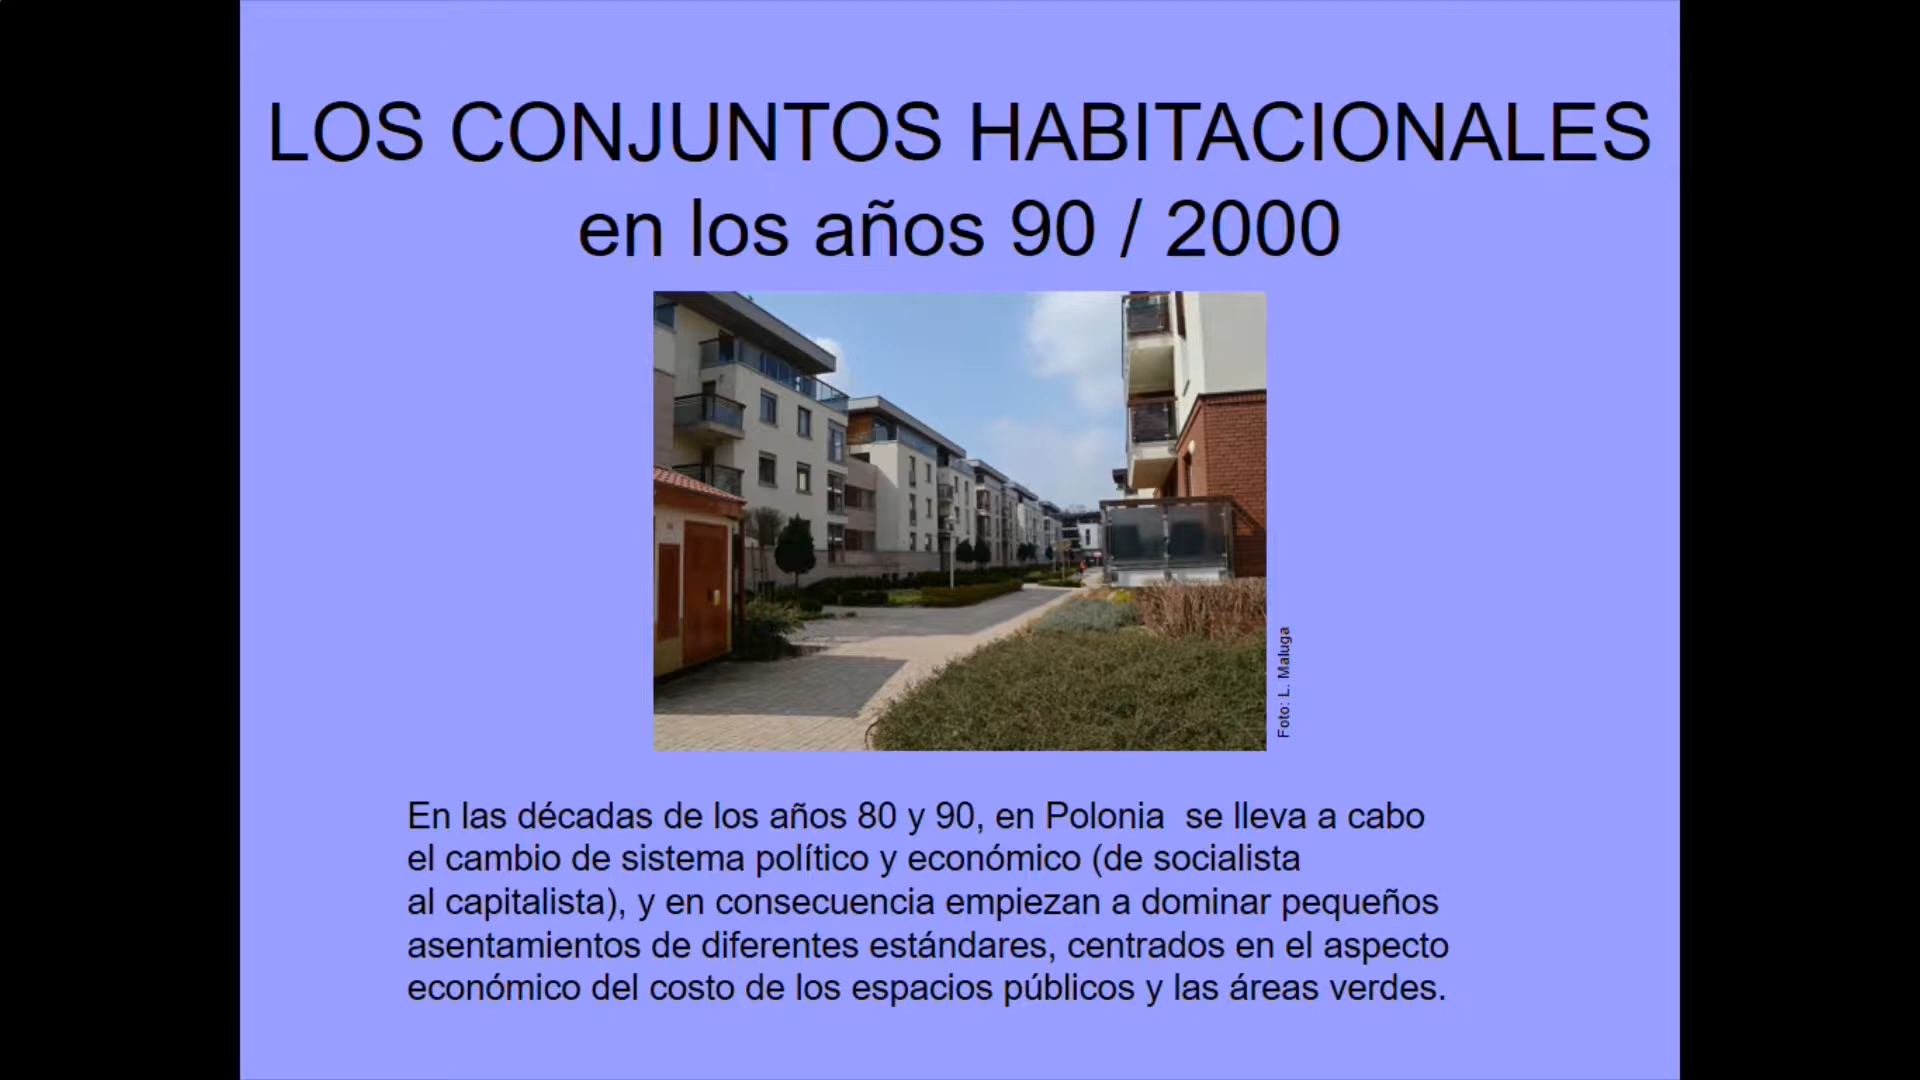 LOS CONJUNTOS HABITACIONALES
en los años 90 / 2000
Foto: L. Maluga
En las décadas de los años 80 y 90, en Polonia  se lleva a cabo
el cambio de sistema político y económico (de socialista
al capitalista), y en consecuencia empiezan a dominar pequeños
asentamientos de diferentes estándares, centrados en el aspecto
económico del costo de los espacios públicos y las áreas verdes.